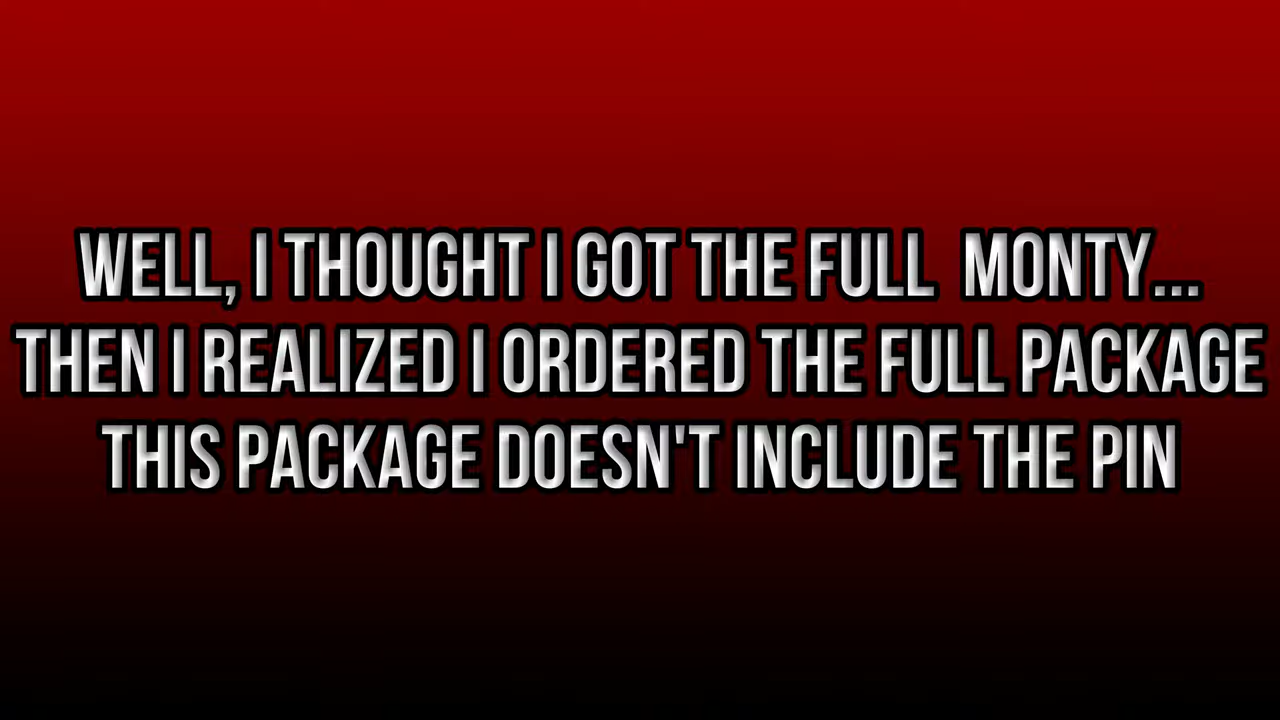 WELL, I THOUGHT I GOT THE FULL  MONTY...
THEN I REALIZED I ORDERED THE FULL PACKAGE
THIS PACKAGE DOESN'T INCLUDE THE PIN